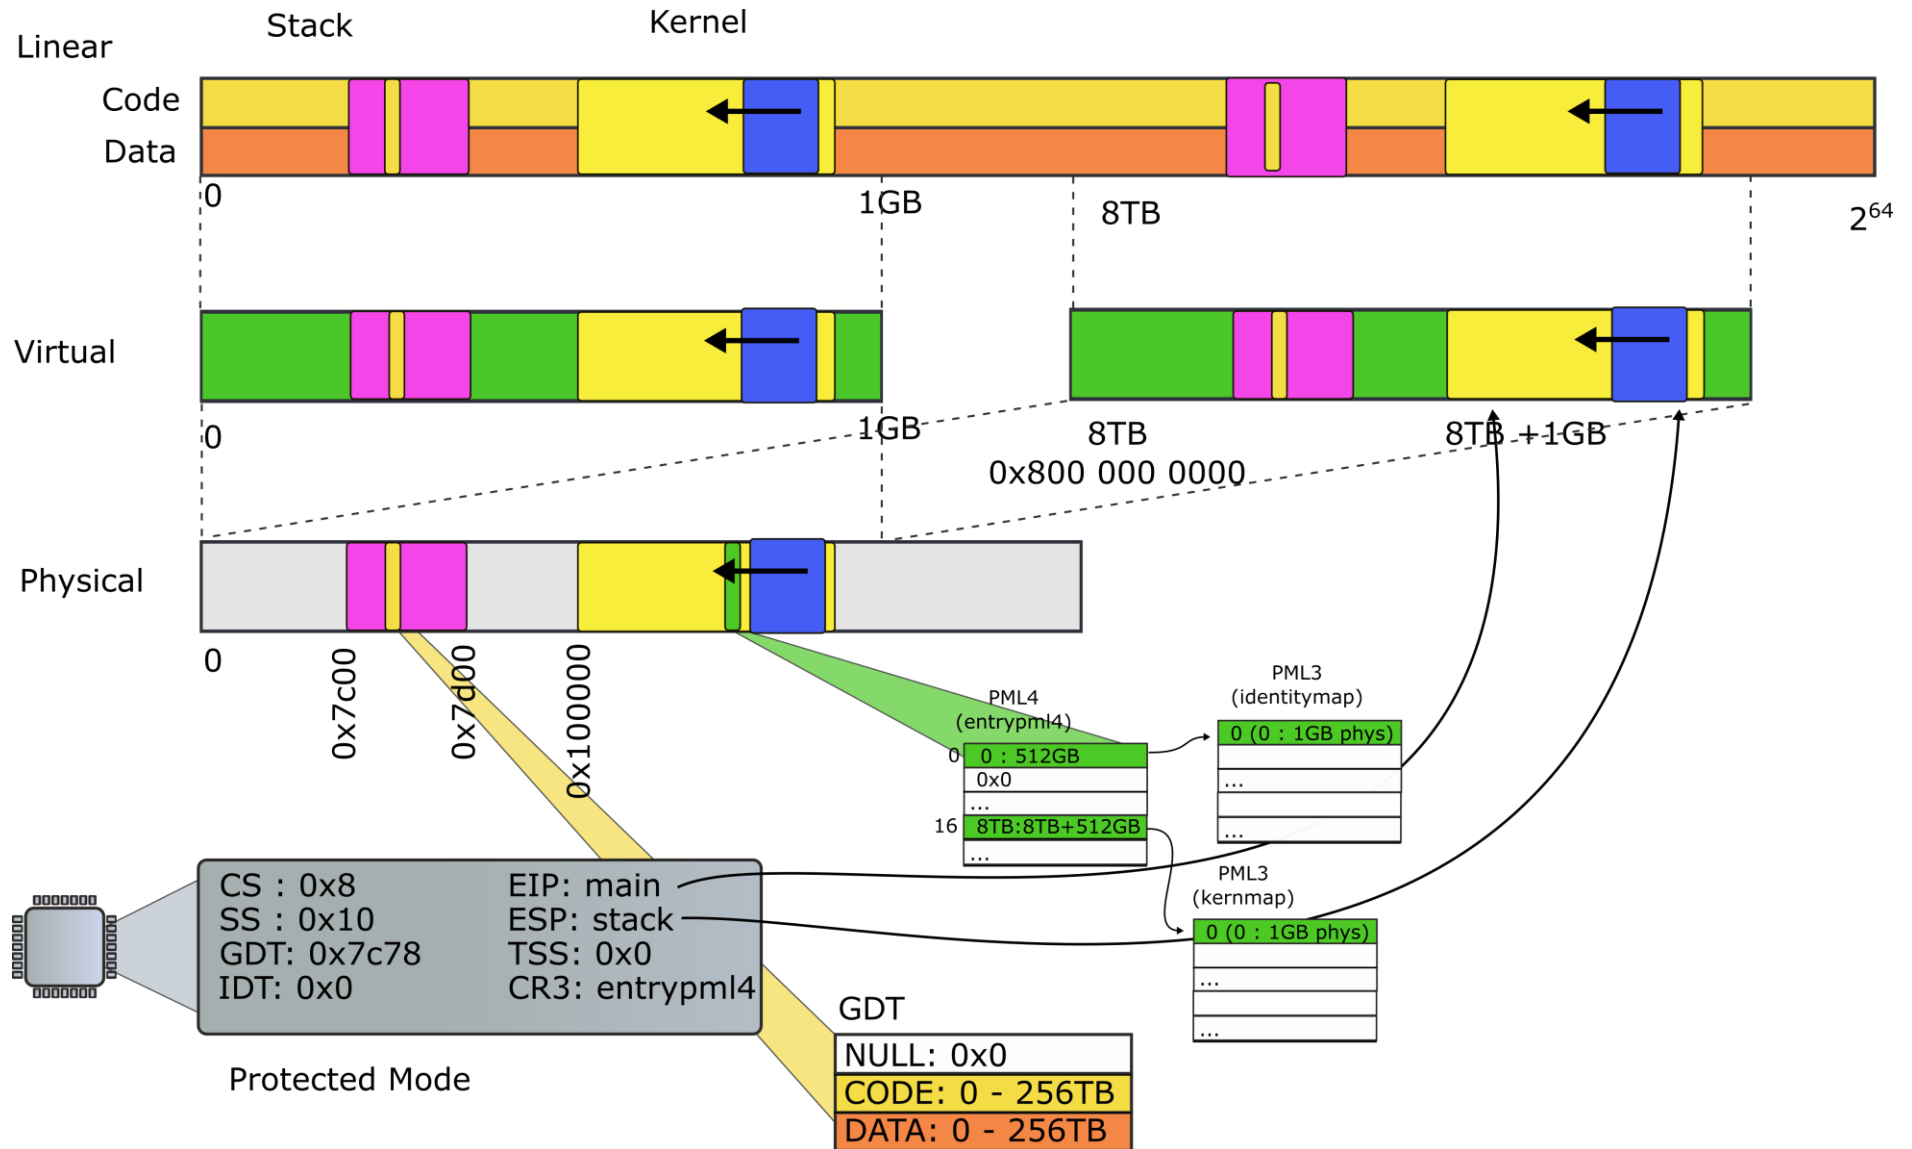 Stack
Kernel
Linear
Code
Data
0
1GB
8TB
2^64
Virtual
0
1GB
8TB
8TB +1GB
0x800 000 0000
Physical
0
0x7c00
0x7d00
0x100000
PML4
(entrypml4)
0
0 : 512GB
0x0
...
16
8TB:8TB+512GB
...
PML3
(identitymap)
0 (0 : 1GB phys)
...
...
PML3
(kernmap)
0 (0 : 1GB phys)
...
...
CS : 0x8
EIP: main
SS : 0x10
ESP: stack
GDT: 0x7c78
TSS: 0x0
IDT: 0x0
CR3: entrypml4
Protected Mode
GDT
NULL: 0x0
CODE: 0 - 256TB
DATA: 0 - 256TB